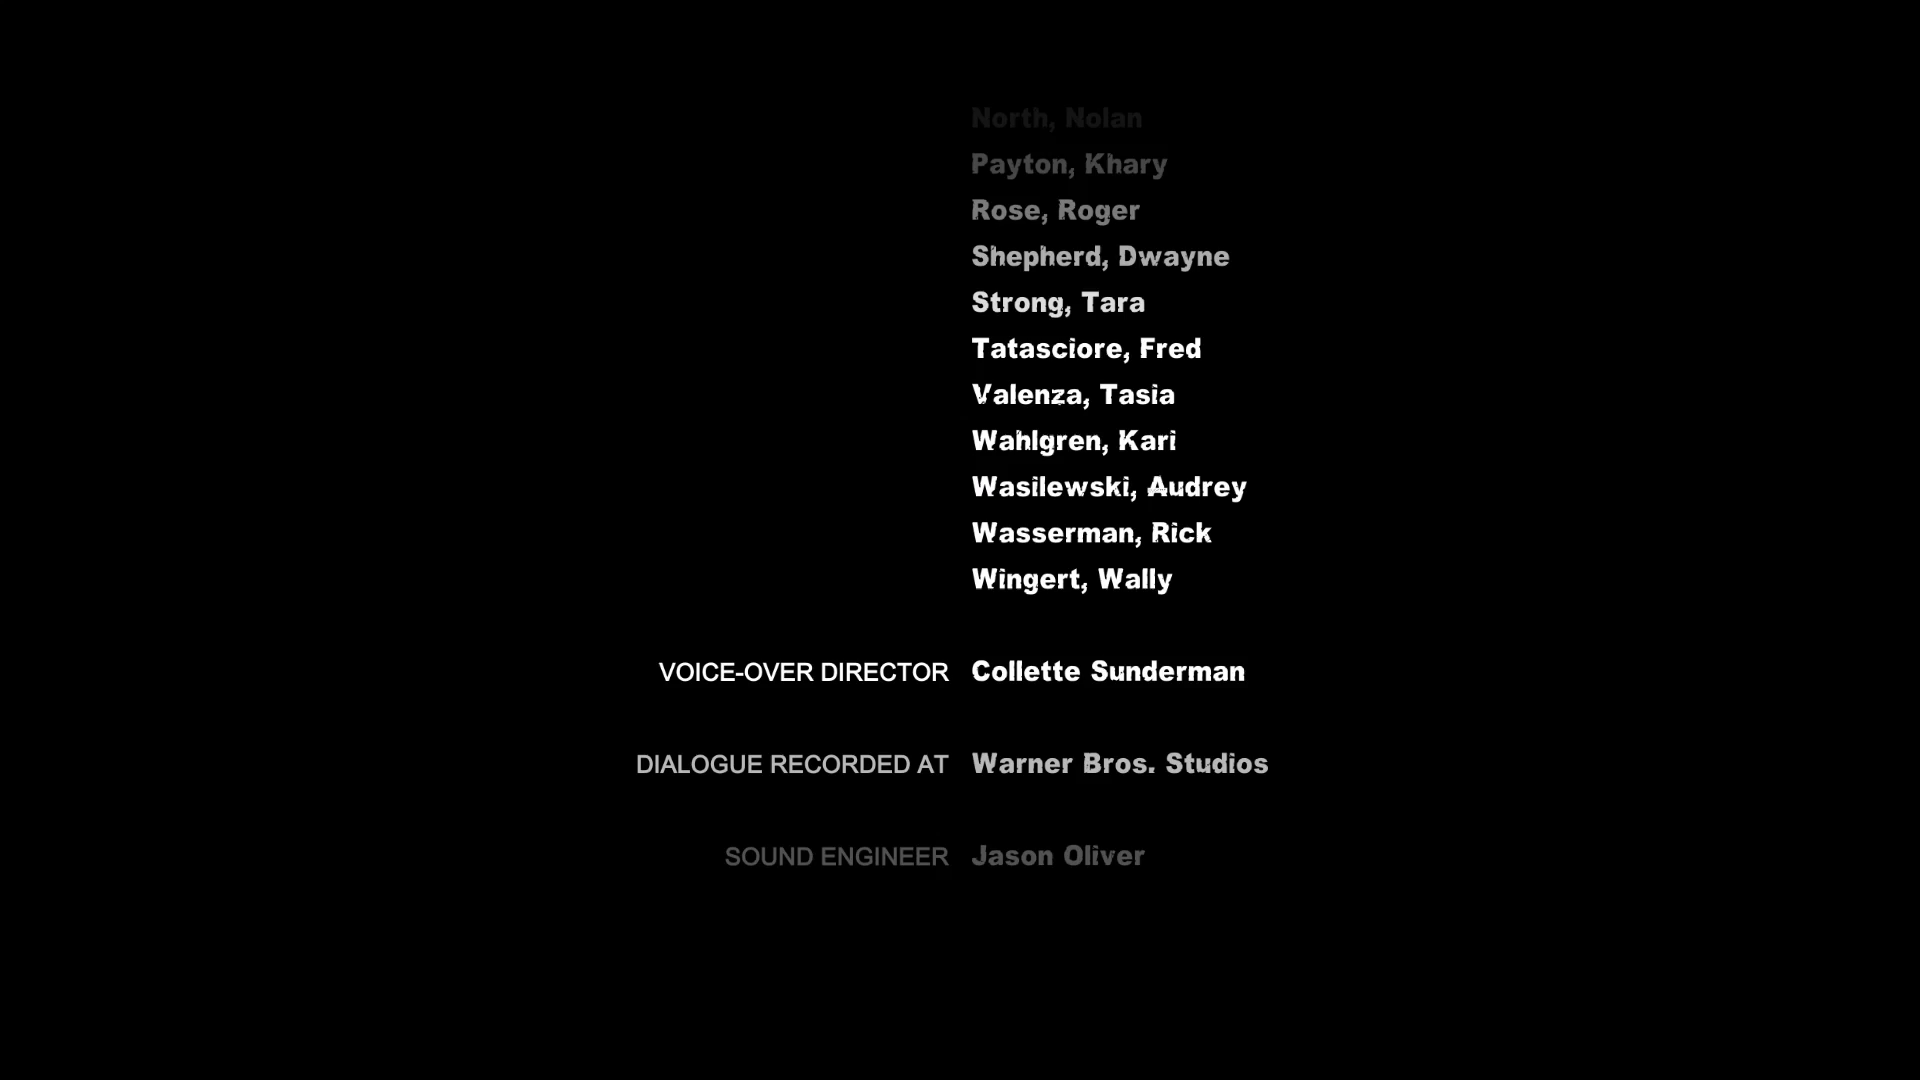 North, Nolan
Payton, Khary
Rose, Roger
Shepherd, Dwayne
Strong, Tara
Tatasciore, Fred
Valenza, Tasia
Wahlgren, Kari
Wasilewski, Audrey
Wasserman, Rick
Wingert, Wally
VOICE-OVER DIRECTOR Collette Sunderman
DIALOGUE RECORDED AT Warner Bros. Studios
SOUND ENGINEER Jason Oliver